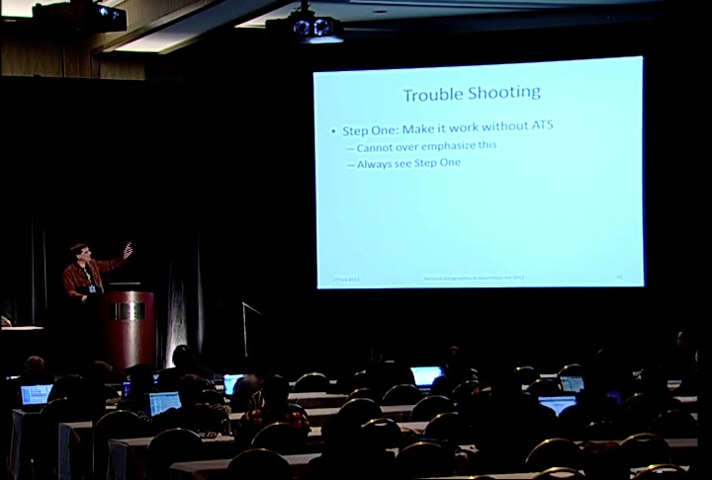 Trouble Shooting
• Step One: Make it work without ATS
– Cannot over emphasize this
– Always see Step One